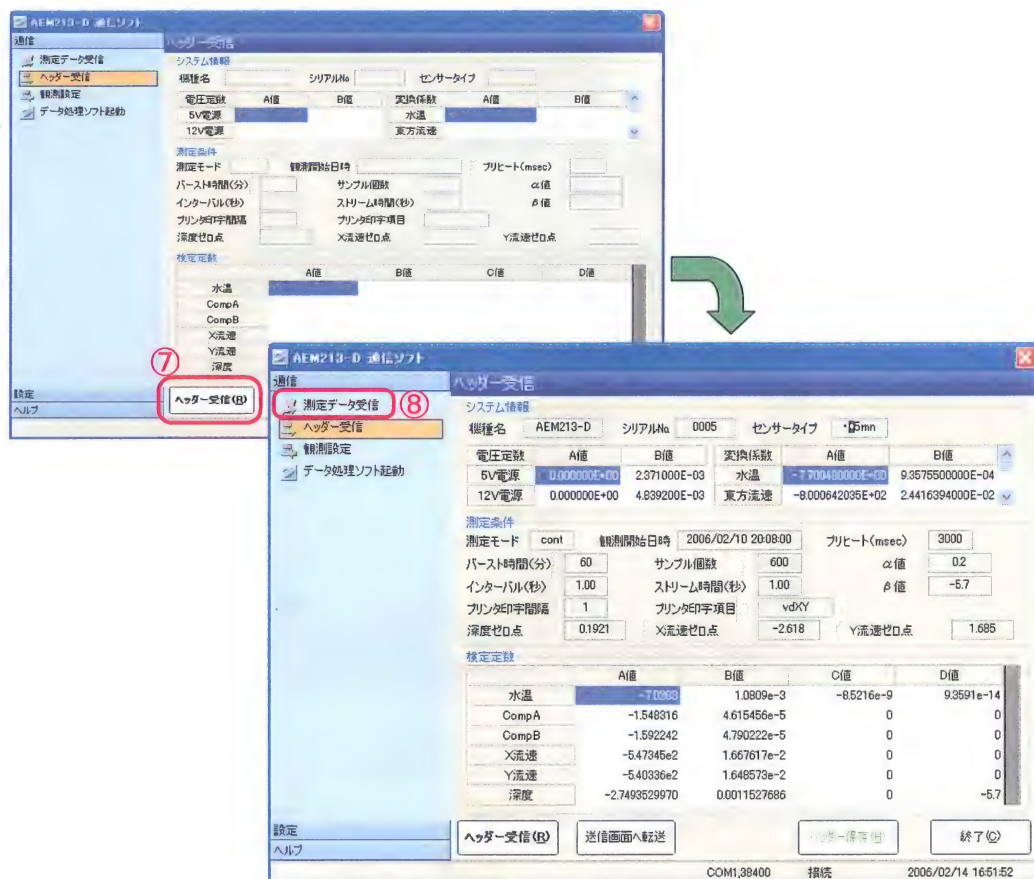 AEM213-D 通信ソフト
通信
測定データ受信
ヘッダー受信
観測設定
データ処理ソフト起動
設定
ヘルプ
ヘッダー受信
システム情報
機種名 シリアルNo センサータイプ
電圧定数 A値 B値 変換係数 A値 B値
5V電源 水温
12V電源 東方流速
測定条件
測定モード 観測開始日時 プリヒート(msec)
バースト時間(分) サンプル個数 α値
インターバル(秒) ストリーム時間(秒) β値
プリンタ印字間隔 プリンタ印字項目
深度ゼロ点 X流速ゼロ点 Y流速ゼロ点
検定定数
A値 B値 C値 D値
水温
CompA
CompB
X流速
Y流速
深度
⑦
ヘッダー受信(R)
AEM213-D 通信ソフト
通信
測定データ受信 ⑧
ヘッダー受信
観測設定
データ処理ソフト起動
設定
ヘルプ
ヘッダー受信
システム情報
機種名 AEM213-D シリアルNo 0005 センサータイプ
電圧定数 A値 B値 変換係数 A値 B値
5V電源 0.000000E+00 2.371000E-03 水温 -7.700480000E+00 9.3575500000E-04
12V電源 0.000000E+00 4.839200E-03 東方流速 -8.000642035E+02 2.4416394000E-02
測定条件
測定モード cont 観測開始日時 2006/02/10 20:08:00 プリヒート(msec) 3000
バースト時間(分) 60 サンプル個数 600 α値 0.2
インターバル(秒) 1.00 ストリーム時間(秒) 1.00 β値 -5.7
プリンタ印字間隔 1 プリンタ印字項目 vdXY
深度ゼロ点 0.1921 X流速ゼロ点 -2.618 Y流速ゼロ点 1.685
検定定数
A値 B値 C値 D値
水温 1.0809e-3 -8.5216e-9 9.3591e-14
CompA -1.548316 4.615456e-5 0 0
CompB -1.592242 4.790222e-5 0 0
X流速 -5.47345e2 1.667617e-2 0 0
Y流速 -5.40336e2 1.648573e-2 0 0
深度 -2.7493529970 0.0011527686 0 -5.7
ヘッダー受信(R) 送信画面へ転送 ヘッダー保存(H) 終了(C)
COM1,38400 接続 2006/02/14 16:51:52